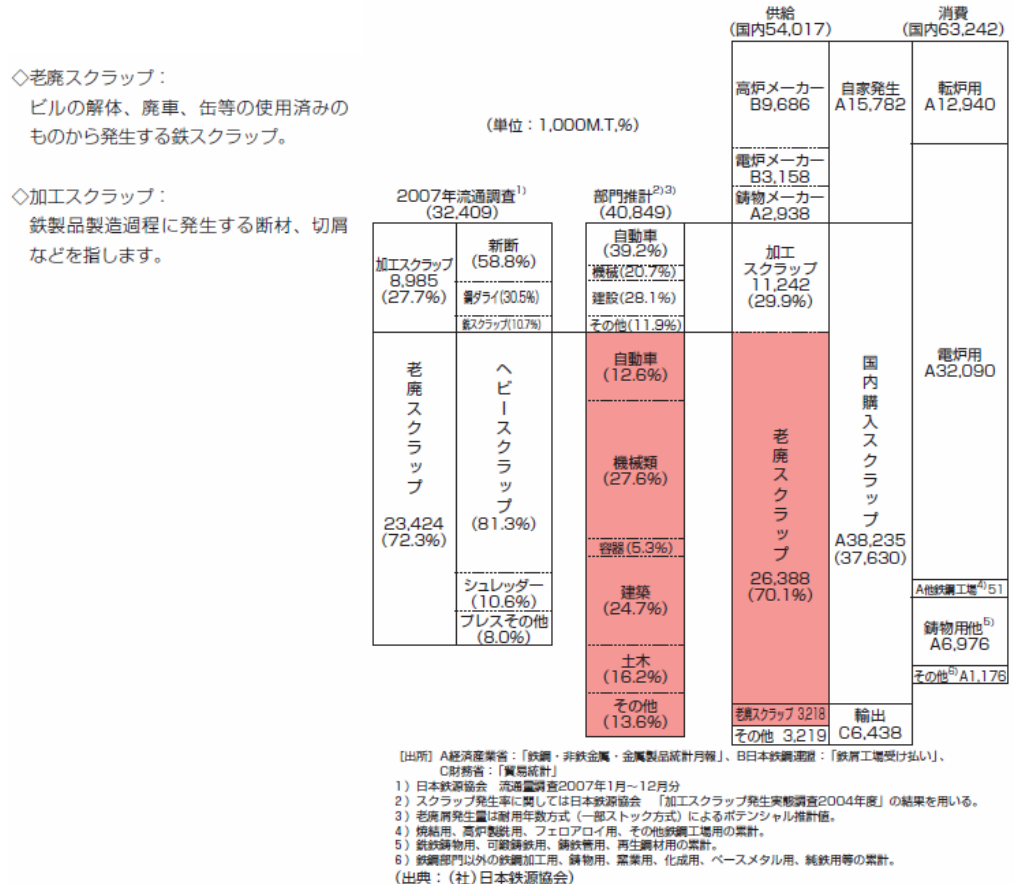 ◇老廃スクラップ：
ビルの解体、廃車、缶等の使用済みの
ものから発生する鉄スクラップ。
◇加工スクラップ：
鉄製品製造過程に発生する断材、切屑
などを指します。
（単位：1,000M.T,%）
2007年流通調査1)
（32,409）
加工スクラップ
8,985
（27.7%）
新断
（58.8%）
鋼ダライ（30.5%）
銑スクラップ（10.7%）
老廃スクラップ
23,424
（72.3%）
ヘビースクラップ
（81.3%）
シュレッダー
（10.6%）
プレスその他
（8.0%）
部門推計2)3)
（40,849）
自動車
（39.2%）
機械（20.7%）
建設（28.1%）
その他（11.9%）
自動車
（12.6%）
機械類
（27.6%）
容器（5.3%）
建築
（24.7%）
土木
（16.2%）
その他
（13.6%）
供給
（国内54,017）
高炉メーカー
B9,686
電炉メーカー
B3,158
鋳物メーカー
A2,938
加工
スクラップ
11,242
（29.9%）
老廃スクラップ
26,388
（70.1%）
老廃スクラップ 3,218
その他 3,219
自家発生
A15,782
国内購入スクラップ
A38,235
（37,630）
輸出
C6,438
消費
（国内63,242）
転炉用
A12,940
電炉用
A32,090
A他鉄鋼工場4)51
鋳物用他5)
A6,976
その他6)A1,176
［出所］A経済産業省：「鉄鋼・非鉄金属・金属製品統計月報」、B日本鉄鋼連盟：「鉄屑工場受け払い」、
C財務省：「貿易統計」
1）日本鉄源協会　流通量調査2007年1月～12月分
2）スクラップ発生率に関しては日本鉄源協会　「加工スクラップ発生実態調査2004年度」の結果を用いる。
3）老廃屑発生量は耐用年数方式（一部ストック方式）によるポテンシャル推計値。
4）焼結用、高炉製銑用、フェロアロイ用、その他鉄鋼工場用の累計。
5）銑鉄鋳物用、可鍛鋳鉄用、鋳鉄管用、再生鋼材用の累計。
6）鉄鋼部門以外の鉄鋼加工用、鋳物用、窯業用、化成用、ベースメタル用、純鉄用等の累計。
（出典：（社）日本鉄源協会）